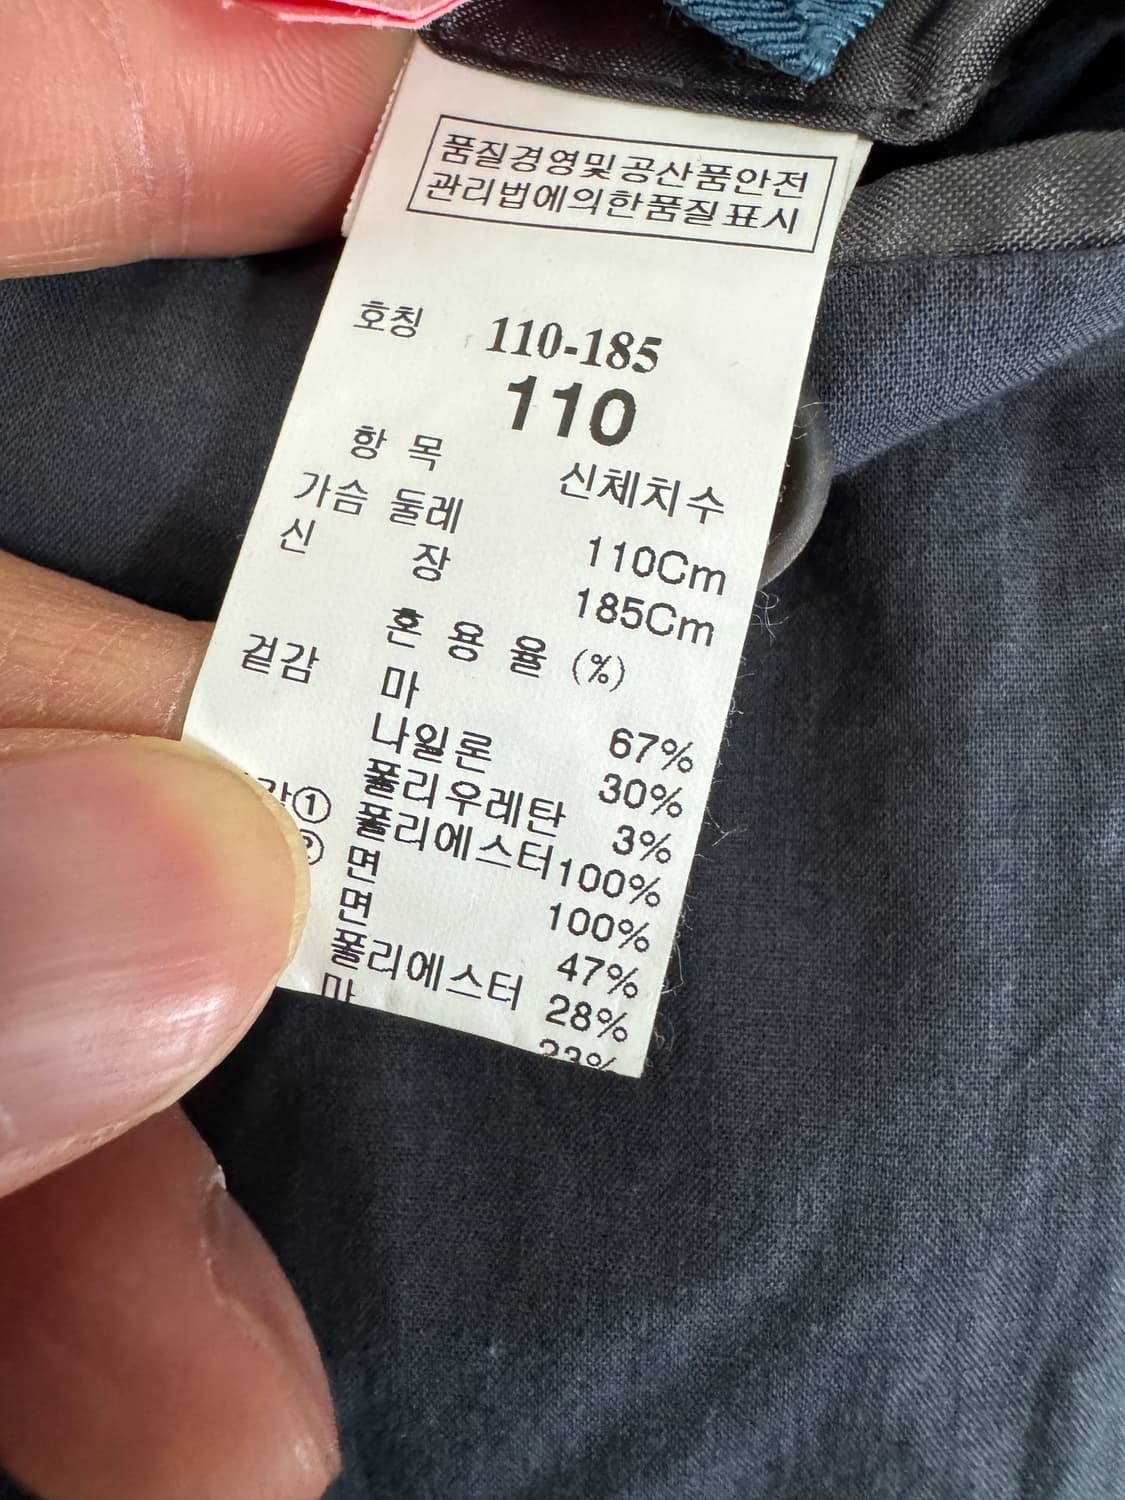 품질경영및공산품안전
관리법에의한품질표시
호칭 110-185
110
항 목 신체치수
가슴 둘레 110Cm
신 장 185Cm
혼 용 율 (%)
겉감 마 67%
나일론 30%
폴리우레탄 3%
① 폴리에스터 100%
면 100%
면 47%
폴리에스터 28%
마 23%